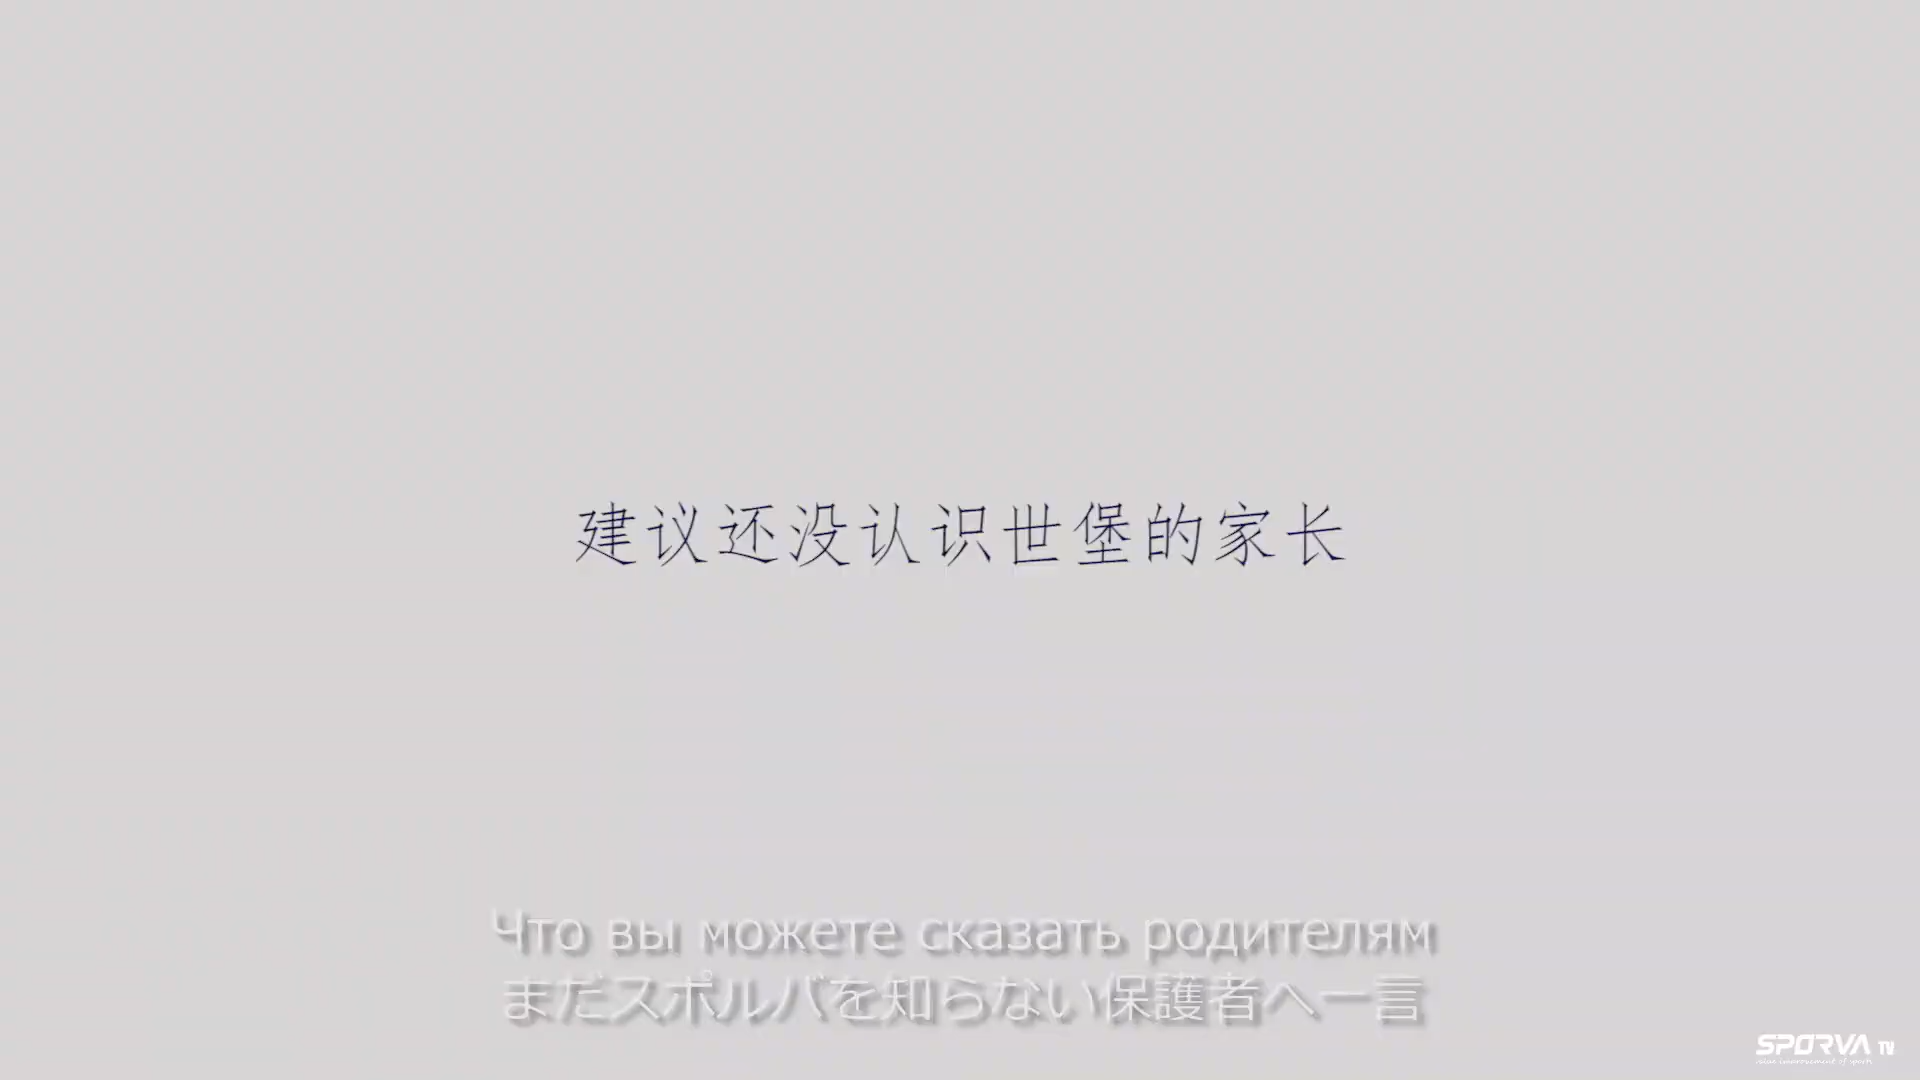 建议还没认识世堡的家长
Что вы можете сказать родителям
まだスポルバを知らない保護者へ一言
SPORVA TV